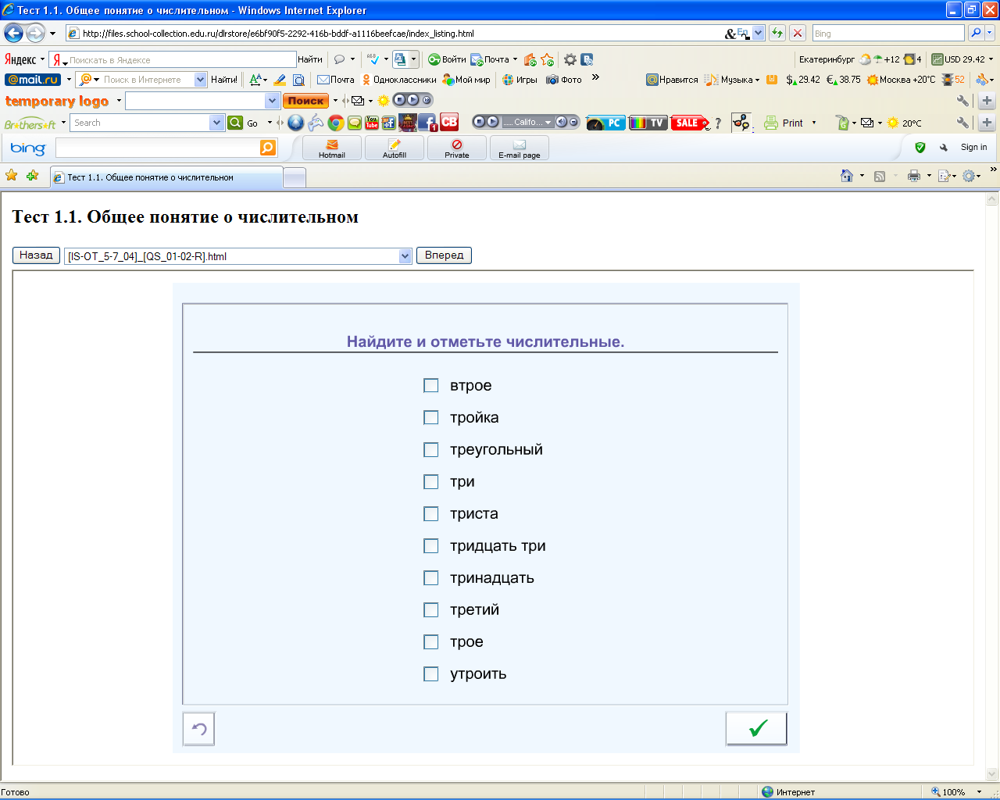 Тест 1.1. Общее понятие о числительном - Windows Internet Explorer
http://files.school-collection.edu.ru/dlrstore/e6bf90f5-2292-416b-bddf-a1116beefcae/index_listing.html
Bing
Яндекс Я Поискать в Яндексе Найти Войти Почта Екатеринбург +12 4 USD 29.42
@mail.ru Поиск в Интернете Найти! Почта Одноклассники Мой мир Игры Фото » Нравится Музыка $ 29.42 € 38.75 Москва +20°C 52
temporary logo Поиск
Brothersoft Search Go You Tube CB ..... Califo... PC TV SALE ? Print 20°C
bing Hotmail Autofill Private E-mail page Sign in
Тест 1.1. Общее понятие о числительном
Тест 1.1. Общее понятие о числительном
Назад [IS-OT_5-7_04]_[QS_01-02-R].html Вперед
Найдите и отметьте числительные.
втрое
тройка
треугольный
три
триста
тридцать три
тринадцать
третий
трое
утроить
Готово Интернет 100%